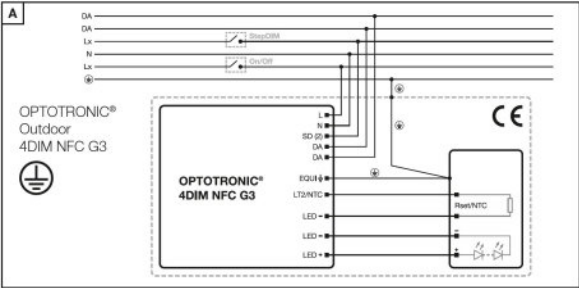 A
DA
DA
Lx StepDIM
N
Lx On/Off
OPTOTRONIC®
Outdoor
4DIM NFC G3
CE
L
N
SD (2)
DA
DA
EQUI
OPTOTRONIC®
4DIM NFC G3
LT2/NTC
LED -
LED -
LED +
Rset/NTC
-
+